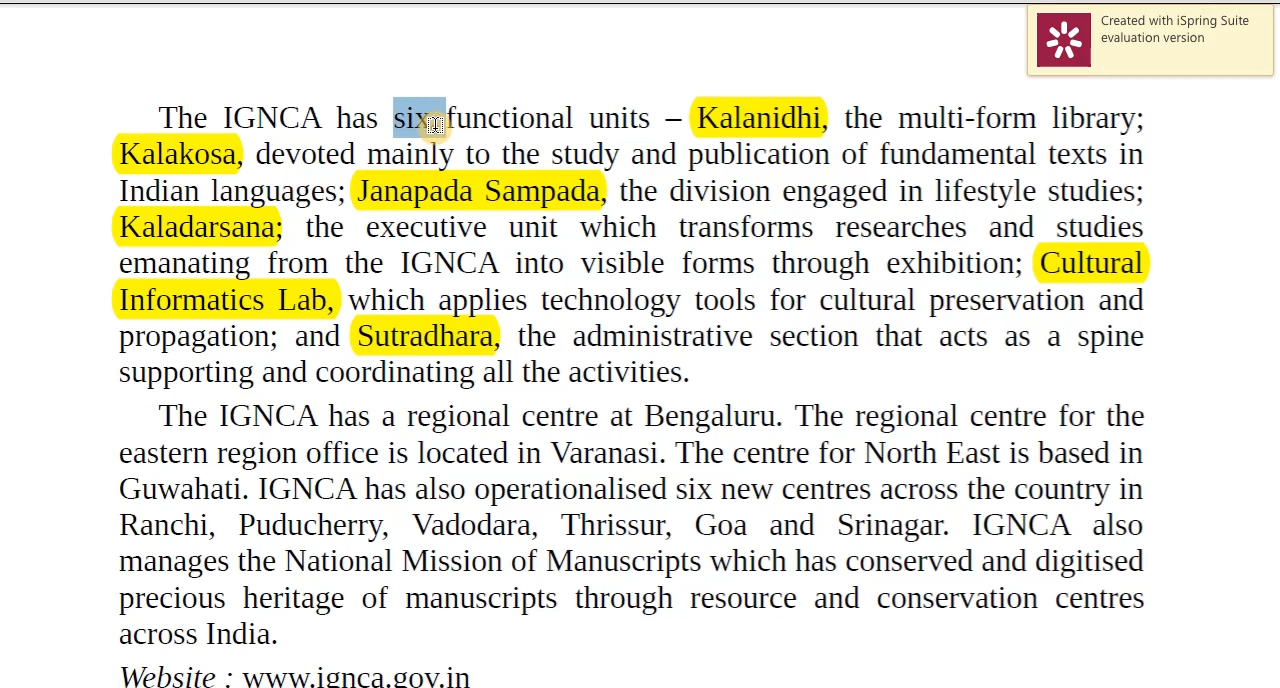 Created with iSpring Suite
evaluation version
The IGNCA has six functional units – Kalanidhi, the multi-form library;
Kalakosa, devoted mainly to the study and publication of fundamental texts in
Indian languages; Janapada Sampada, the division engaged in lifestyle studies;
Kaladarsana; the executive unit which transforms researches and studies
emanating from the IGNCA into visible forms through exhibition; Cultural
Informatics Lab, which applies technology tools for cultural preservation and
propagation; and Sutradhara, the administrative section that acts as a spine
supporting and coordinating all the activities.
The IGNCA has a regional centre at Bengaluru. The regional centre for the
eastern region office is located in Varanasi. The centre for North East is based in
Guwahati. IGNCA has also operationalised six new centres across the country in
Ranchi, Puducherry, Vadodara, Thrissur, Goa and Srinagar. IGNCA also
manages the National Mission of Manuscripts which has conserved and digitised
precious heritage of manuscripts through resource and conservation centres
across India.
Website : www.ignca.gov.in